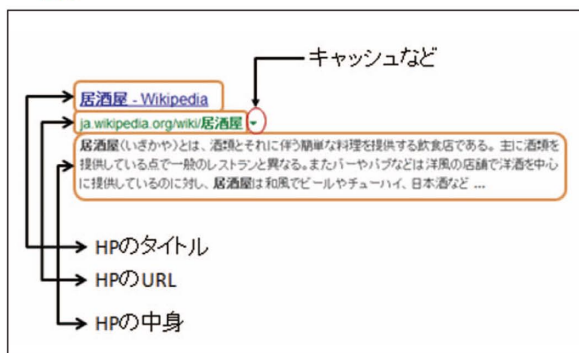 キャッシュなど
居酒屋 - Wikipedia
ja.wikipedia.org/wiki/居酒屋
居酒屋(いざかや)とは、酒類とそれに伴う簡単な料理を提供する飲食店である。主に酒類を
提供している点で一般のレストランと異なる。またバーやパブなどは洋風の店舗で洋酒を中心
に提供しているのに対し、居酒屋は和風でビールやチューハイ、日本酒など ...
HPのタイトル
HPのURL
HPの中身